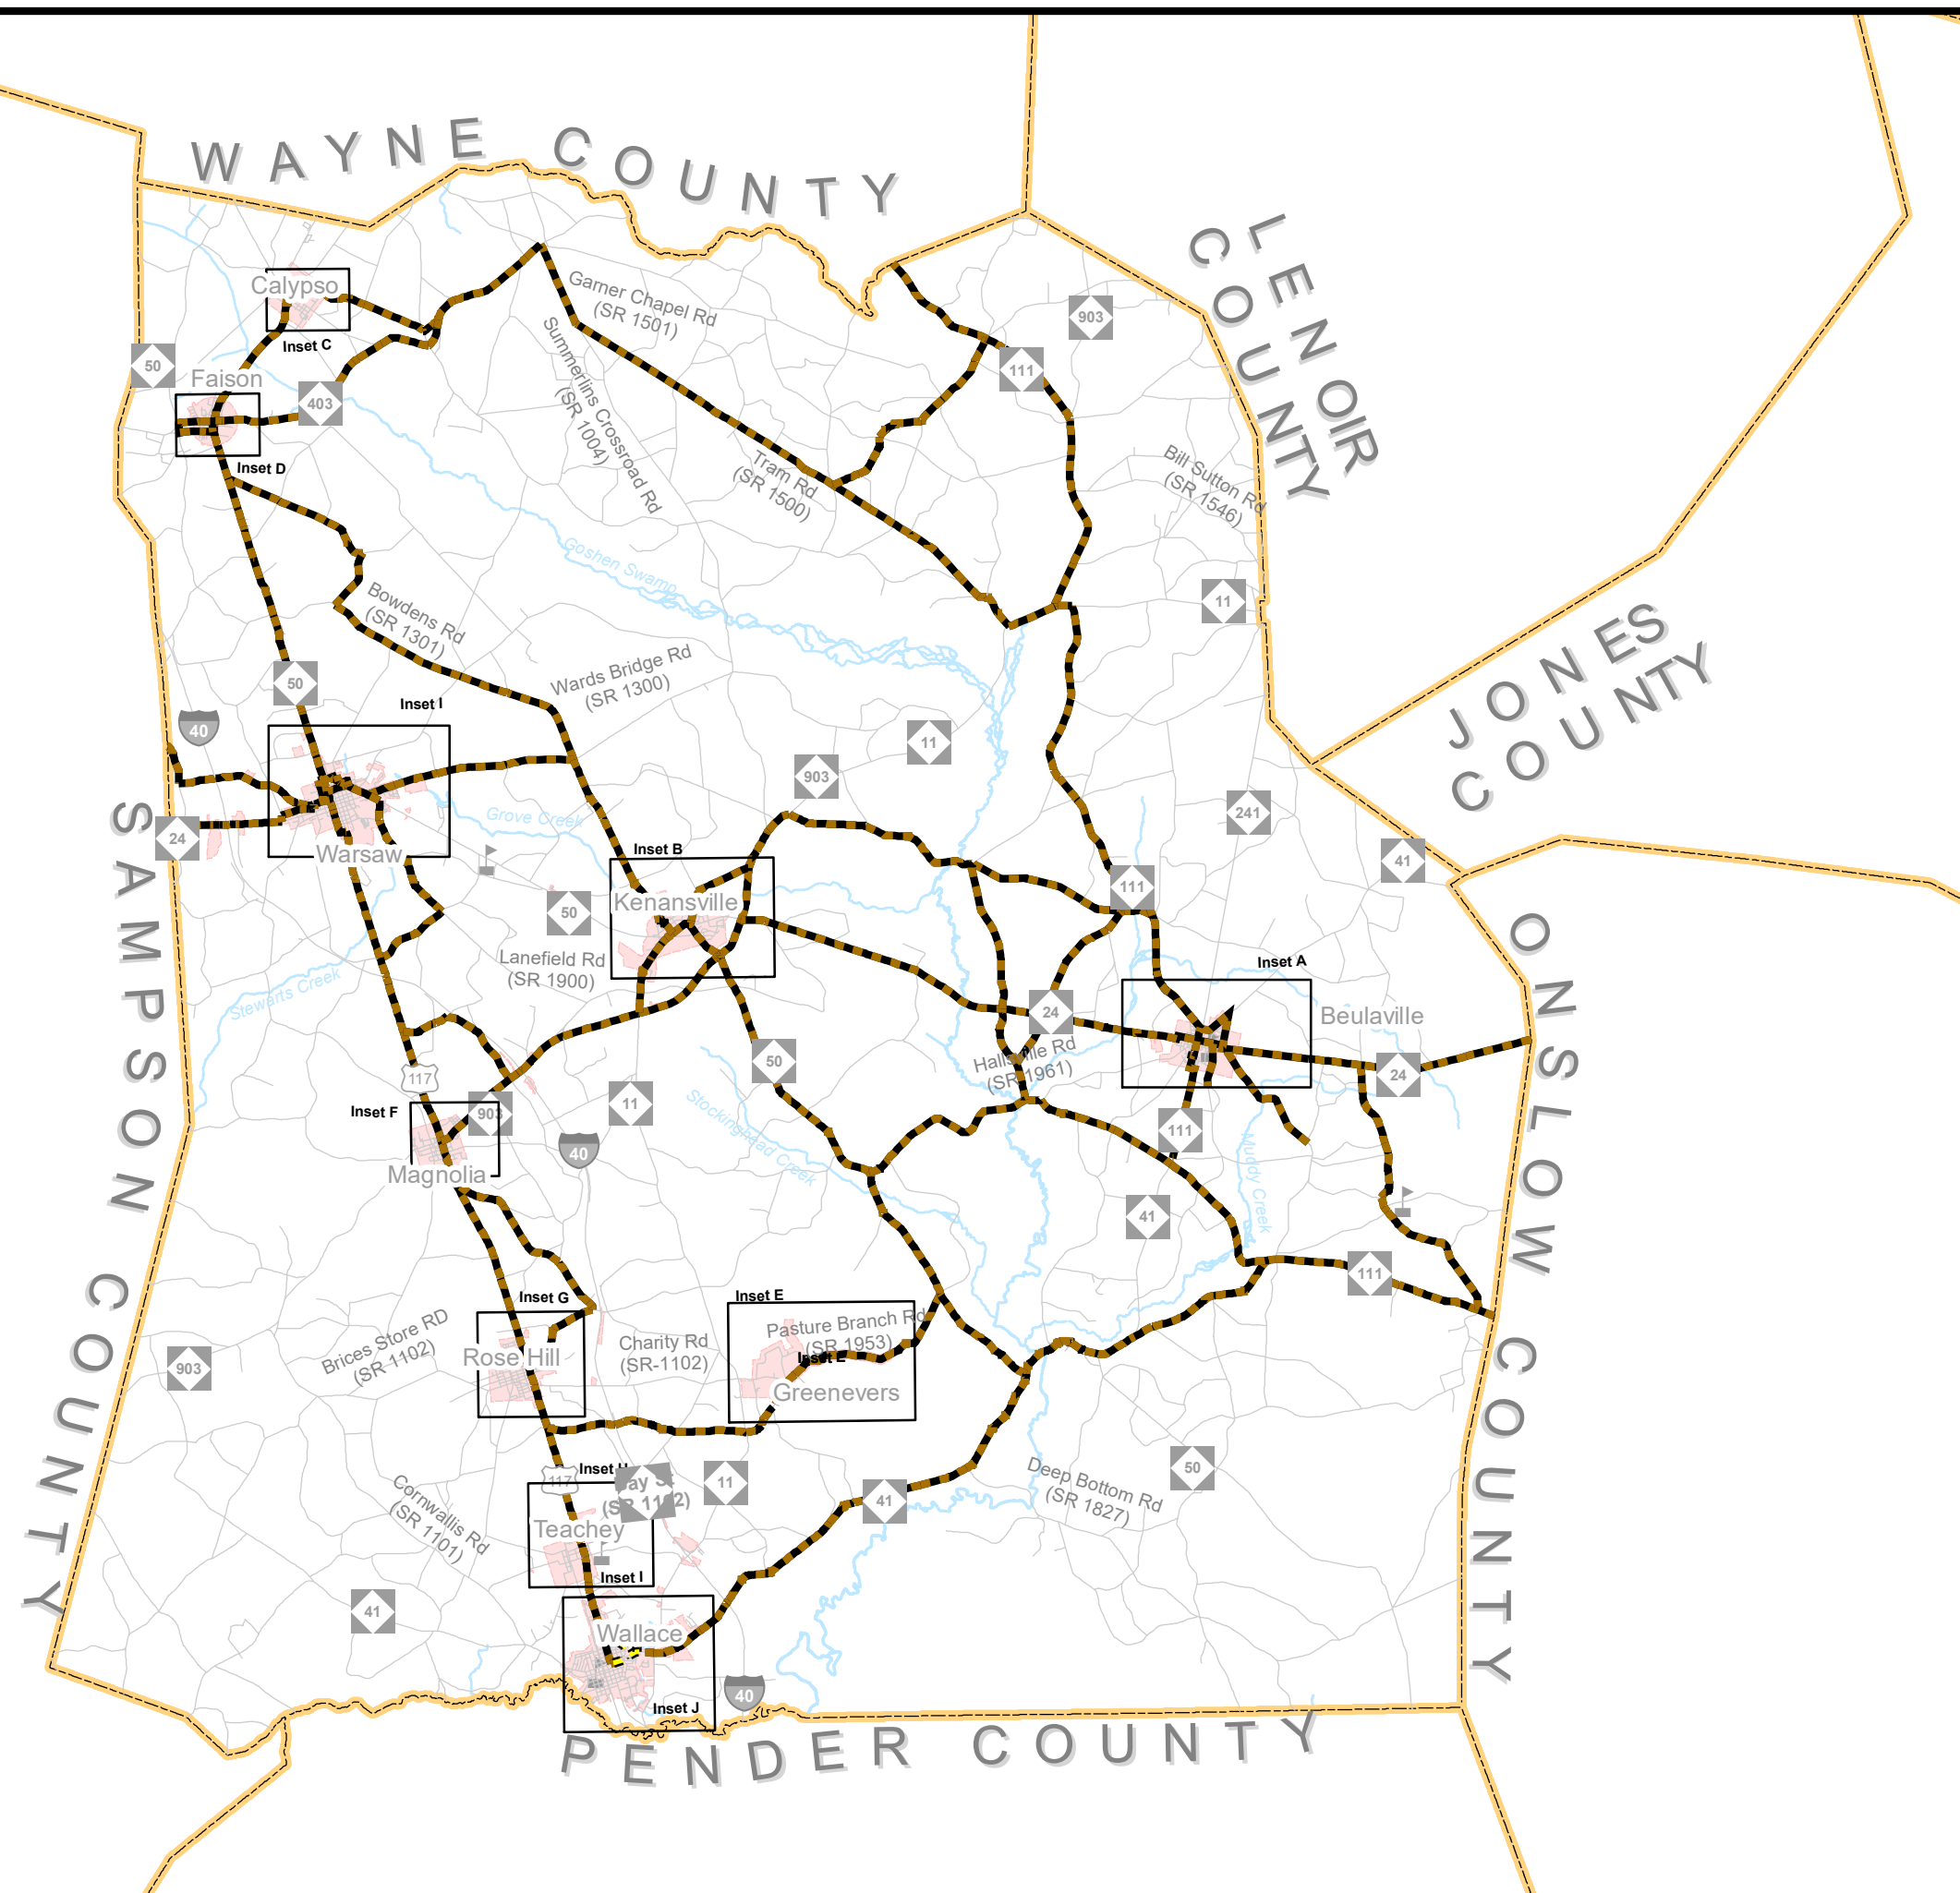 WAYNE COUNTY
LENOIR
COUNTY
Calypso
Garner Chapel Rd
(SR 1501)
903
Inset C
50
111
Faison
Summerlins Crossroad Rd
(SR 1004)
403
Inset D
Tram Rd
(SR 1500)
Bill Sutton Rd
(SR 1546)
Goshen Swamp
Bowdens Rd
(SR 1301)
11
JONES
COUNTY
Wards Bridge Rd
(SR 1300)
50
Inset I
40
11
903
241
Grove Creek
24
Warsaw
Inset B
41
111
SAMPSON COUNTY
Kenansville
50
Lanefield Rd
(SR 1900)
Inset A
ONSLOW COUNTY
Stewarts Creek
24
Beulaville
Hallsville Rd
(SR 1961)
50
24
117
Inset F
903
11
Stockinghead Creek
111
40
Muddy Creek
Magnolia
41
111
Inset G
Inset E
Brices Store RD
(SR 1102)
Rose Hill
Charity Rd
(SR-1102)
Pasture Branch Rd
(SR 1953)
Inset E
903
Greenevers
117
Inset H
ay St
(SR 1102)
11
50
Cornwallis Rd
(SR 1101)
41
Deep Bottom Rd
(SR 1827)
Teachey
Inset I
41
Wallace
40
Inset J
PENDER COUNTY